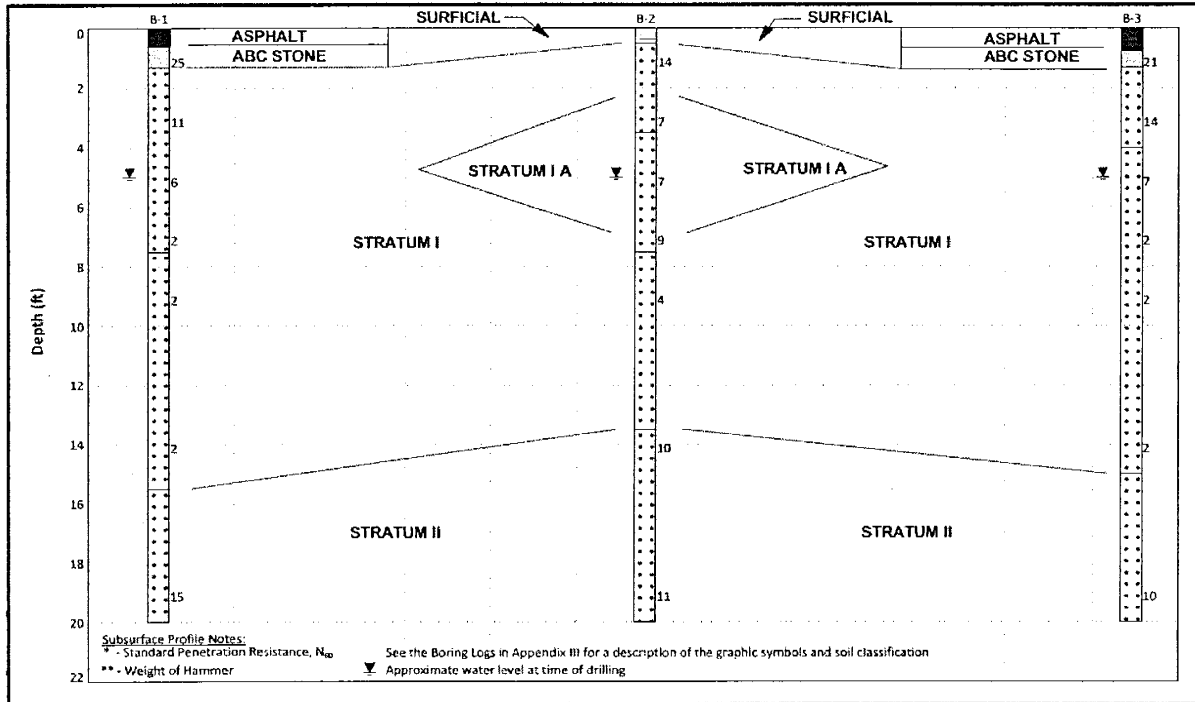 B-1 SURFICIAL B-2 SURFICIAL B-3
0
ASPHALT ASPHALT
ABC STONE ABC STONE
25 14 21
2
11 7 14
4
STRATUM I A STRATUM I A
6 7 7
6
STRATUM I STRATUM I
2 9 2
8
2 4 2
Depth (ft)
10
12
14
2 10 2
16
STRATUM II STRATUM II
18
15 11 10
20
Subsurface Profile Notes:
* - Standard Penetration Resistance, N60 See the Boring Logs in Appendix III for a description of the graphic symbols and soil classification
** - Weight of Hammer Approximate water level at time of drilling
22